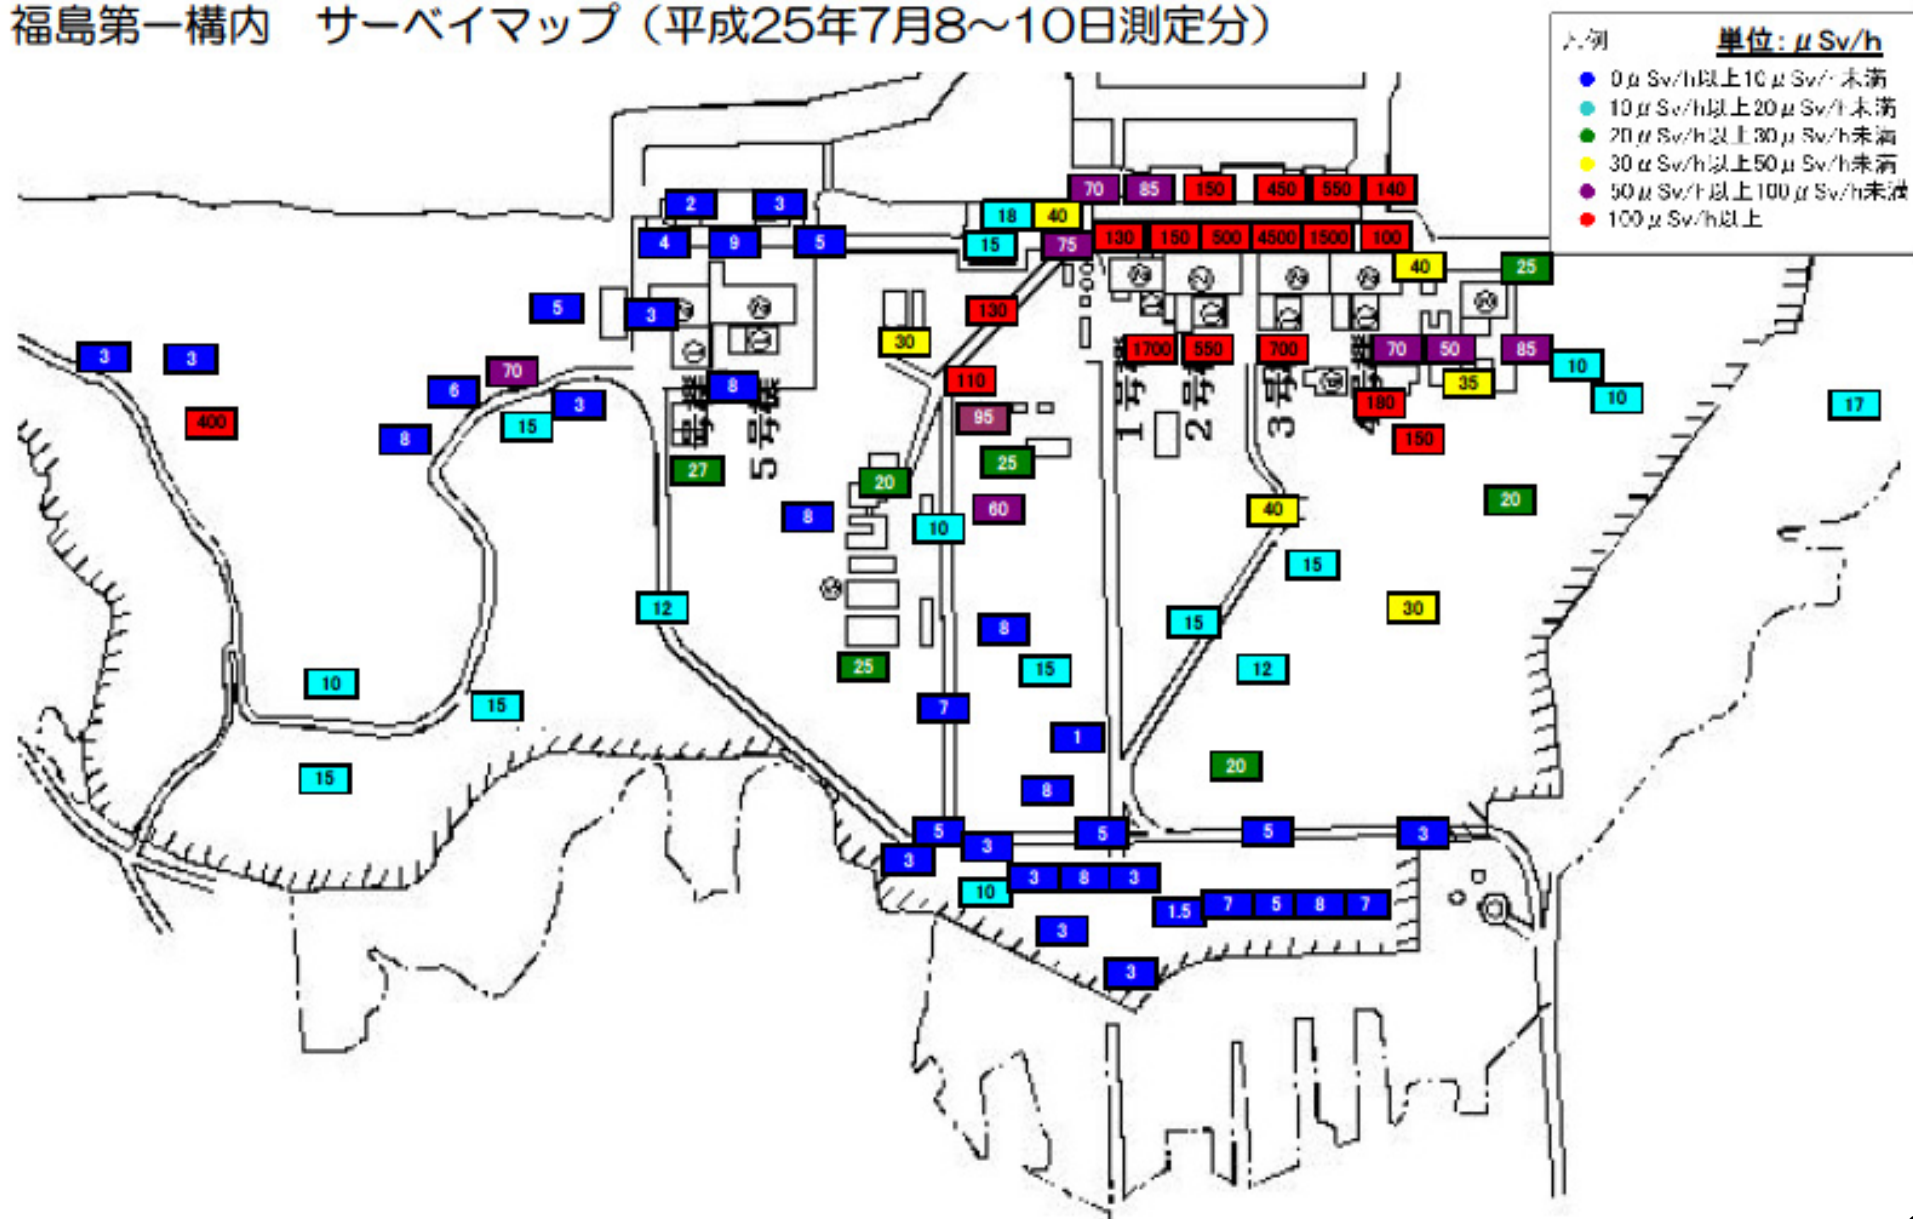 福島第一構内　サーベイマップ（平成25年7月8～10日測定分）
凡例　単位：μSv/h
0μSv/h以上10μSv/h未満
10μSv/h以上20μSv/h未満
20μSv/h以上30μSv/h未満
30μSv/h以上50μSv/h未満
50μSv/h以上100μSv/h未満
100μSv/h以上
70 85 150 450 550 140
2 3 18 40
4 9 5 15 75 130 150 500 4500 1500 100
40 25
5 3 130
30
3 3 1700 550 700 70 50 85
70 10
6 8 110 35
3 10
400 15 95 180 17
8 150
5号機 1号機 2号機 3号機
27 20 25
8 10 60 40 20
15
12 8 15 30
25 15 12
10 15 7
1
15 8 20
5 3 5 5 3
3
10 3 8 3
1.5 7 5 8 7
3
3